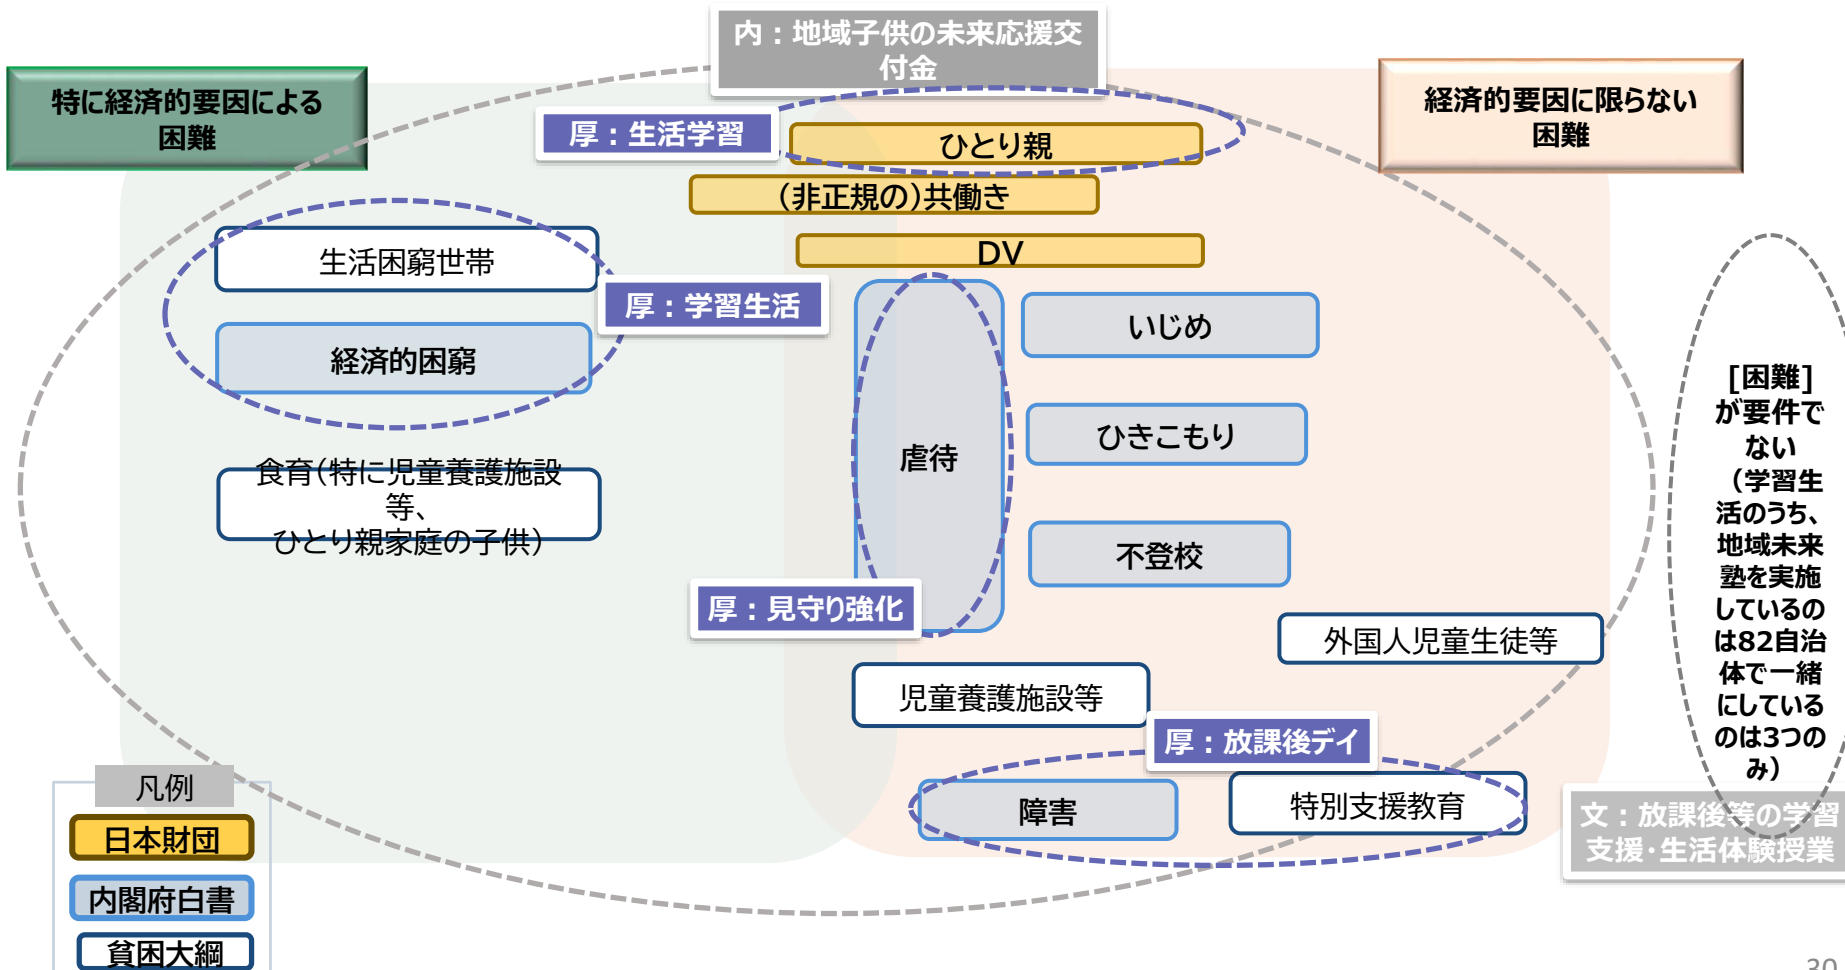 内：地域子供の未来応援交
付金
特に経済的要因による
困難
経済的要因に限らない
困難
厚：生活学習
ひとり親
（非正規の）共働き
DV
生活困窮世帯
厚：学習生活
経済的困窮
いじめ
ひきこもり
虐待
食育（特に児童養護施設
等、
ひとり親家庭の子供）
不登校
厚：見守り強化
外国人児童生徒等
児童養護施設等
厚：放課後デイ
障害
特別支援教育
[困難]
が要件で
ない
（学習生
活のうち、
地域未来
塾を実施
しているの
は82自治
体で一緒
にしている
のは3つの
み）
文：放課後等の学習
支援・生活体験授業
凡例
日本財団
内閣府白書
貧困大綱
30